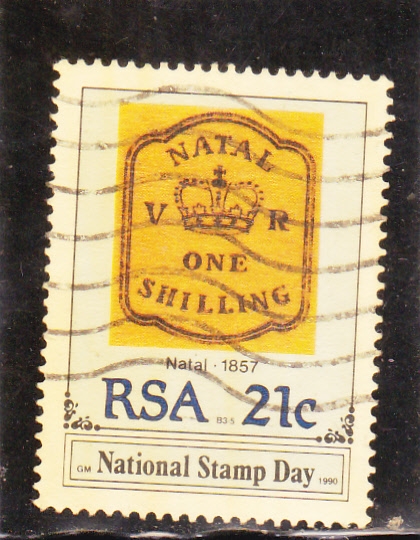 NATAL
V R
ONE
SHILLING
Natal · 1857
RSA B3 5 21c
GM National Stamp Day 1990